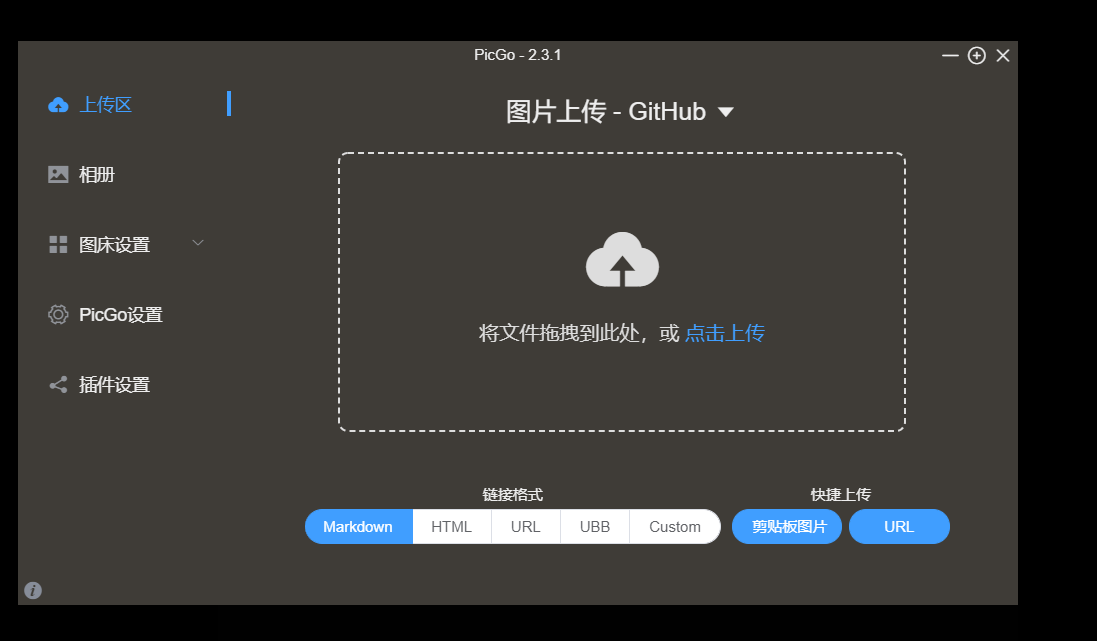 PicGo - 2.3.1
上传区
相册
图床设置
PicGo设置
插件设置
图片上传 - GitHub
将文件拖拽到此处，或 点击上传
链接格式
Markdown HTML URL UBB Custom
快捷上传
剪贴板图片 URL
i